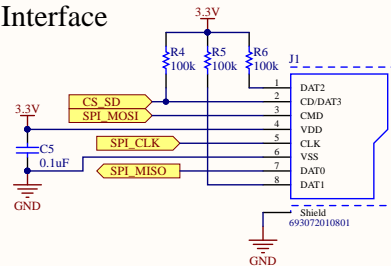 Interface
3.3V
R4 R5 R6
100k 100k 100k
J1
1 DAT2
CS_SD 2 CD/DAT3
SPI_MOSI 3 CMD
3.3V 4 VDD
SPI_CLK 5 CLK
C5 6 VSS
0.1uF
SPI_MISO 7 DAT0
8 DAT1
GND
Shield
693072010801
GND